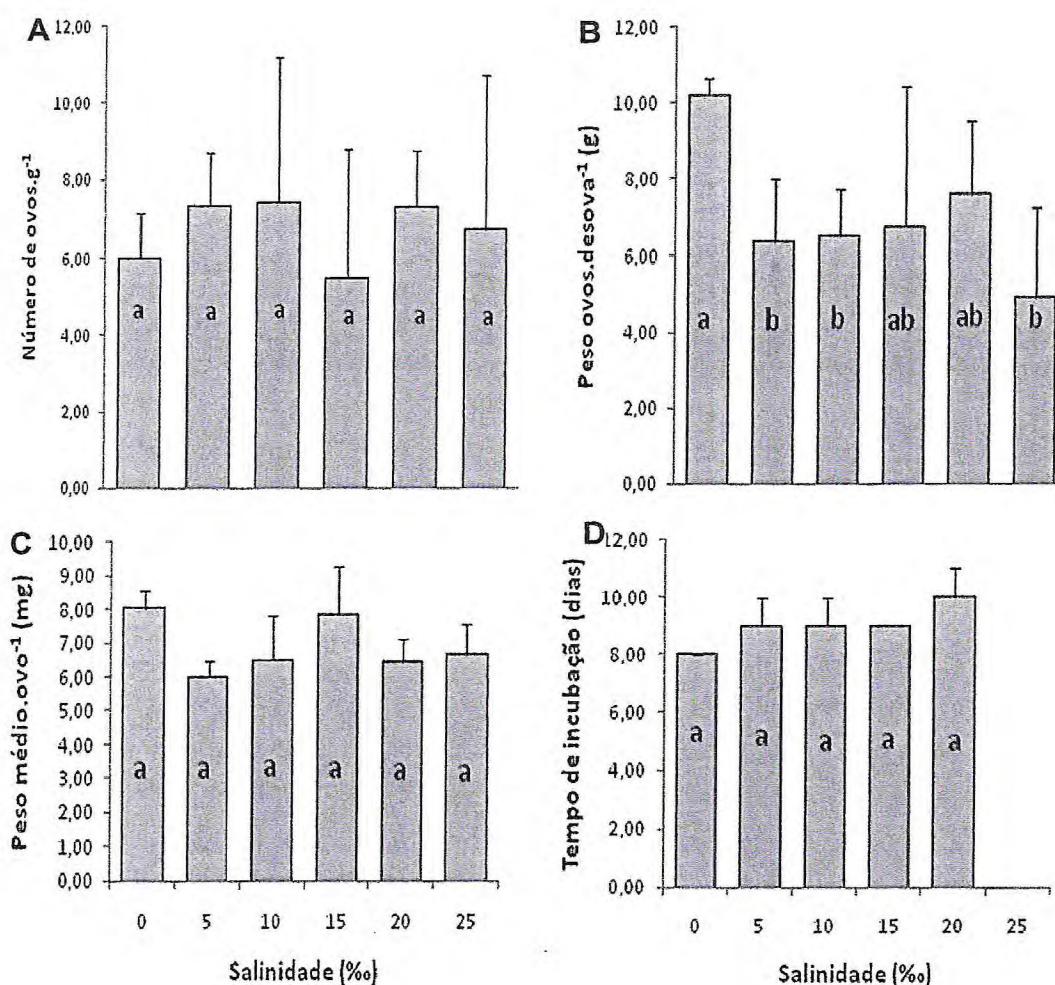 A
Número de ovos.g⁻¹
12,00
10,00
8,00
6,00
4,00
2,00
0,00
a a a a a a
B
Peso ovos.desova⁻¹ (g)
12,00
10,00
8,00
6,00
4,00
2,00
0,00
a b b ab ab b
C
Peso médio.ovo⁻¹ (mg)
10,00
9,00
8,00
7,00
6,00
5,00
4,00
3,00
2,00
1,00
0,00
a a a a a a
0 5 10 15 20 25
Salinidade (‰)
D
Tempo de incubação (dias)
12,00
10,00
8,00
6,00
4,00
2,00
0,00
a a a a a
0 5 10 15 20 25
Salinidade (‰)